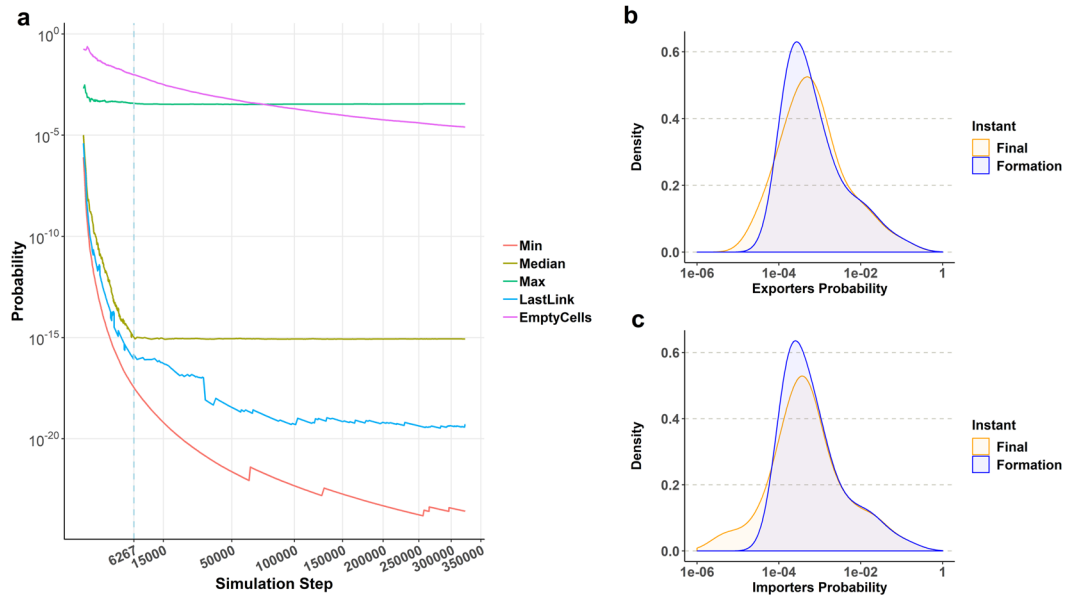 a
10^0
10^-5
10^-10
10^-15
10^-20
Probability
6267
15000
50000
100000
150000
200000
250000
300000
350000
Simulation Step
Min
Median
Max
LastLink
EmptyCells
b
0.6
0.4
0.2
0.0
Density
1e-06
1e-04
1e-02
1
Exporters Probability
Instant
Final
Formation
c
0.6
0.4
0.2
0.0
Density
1e-06
1e-04
1e-02
1
Importers Probability
Instant
Final
Formation